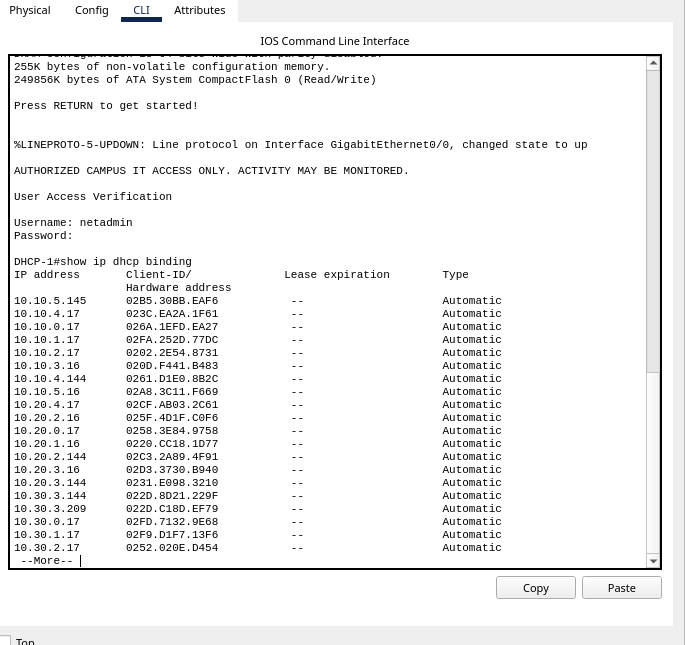 Physical Config CLI Attributes
IOS Command Line Interface
255K bytes of non-volatile configuration memory.
249856K bytes of ATA System CompactFlash 0 (Read/Write)
Press RETURN to get started!
%LINEPROTO-5-UPDOWN: Line protocol on Interface GigabitEthernet0/0, changed state to up
AUTHORIZED CAMPUS IT ACCESS ONLY. ACTIVITY MAY BE MONITORED.
User Access Verification
Username: netadmin
Password:
DHCP-1#show ip dhcp binding
IP address Client-ID/ Lease expiration Type
Hardware address
10.10.5.145 02B5.30BB.EAF6 -- Automatic
10.10.4.17 023C.EA2A.1F61 -- Automatic
10.10.0.17 026A.1EFD.EA27 -- Automatic
10.10.1.17 02FA.252D.77DC -- Automatic
10.10.2.17 0202.2E54.8731 -- Automatic
10.10.3.16 020D.F441.B483 -- Automatic
10.10.4.144 0261.D1E0.8B2C -- Automatic
10.10.5.16 02A8.3C11.F669 -- Automatic
10.20.4.17 02CF.AB03.2C61 -- Automatic
10.20.2.16 025F.4D1F.C0F6 -- Automatic
10.20.0.17 0258.3E84.9758 -- Automatic
10.20.1.16 0220.CC18.1D77 -- Automatic
10.20.2.144 02C3.2A89.4F91 -- Automatic
10.20.3.16 02D3.3730.B940 -- Automatic
10.20.3.144 0231.E098.3210 -- Automatic
10.30.3.144 022D.8D21.229F -- Automatic
10.30.3.209 022D.C18D.EF79 -- Automatic
10.30.0.17 02FD.7132.9E68 -- Automatic
10.30.1.17 02F9.D1F7.13F6 -- Automatic
10.30.2.17 0252.020E.D454 -- Automatic
--More--
Copy Paste
Top